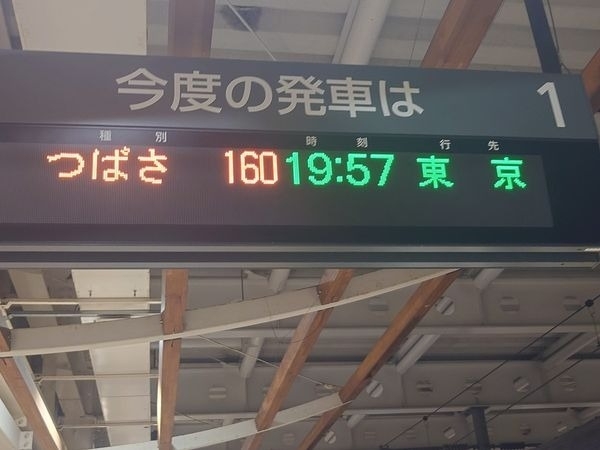 今度の発車は 1
種別 時刻 行先
つばさ 160 19:57 東京